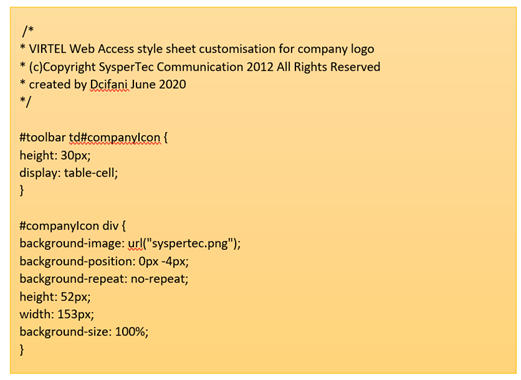 /*
* VIRTEL Web Access style sheet customisation for company logo
* (c)Copyright SysperTec Communication 2012 All Rights Reserved
* created by Dcifani June 2020
*/
#toolbar td#companyIcon {
height: 30px;
display: table-cell;
}
#companyIcon div {
background-image: url("syspertec.png");
background-position: 0px -4px;
background-repeat: no-repeat;
height: 52px;
width: 153px;
background-size: 100%;
}